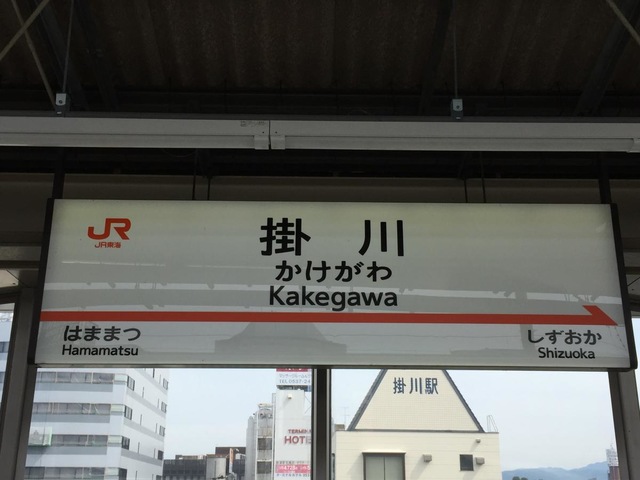 JR
JR東海
掛川
かけがわ
Kakegawa
はままつ
Hamamatsu
しずおか
Shizuoka
掛川駅
TERMINAL
HOT